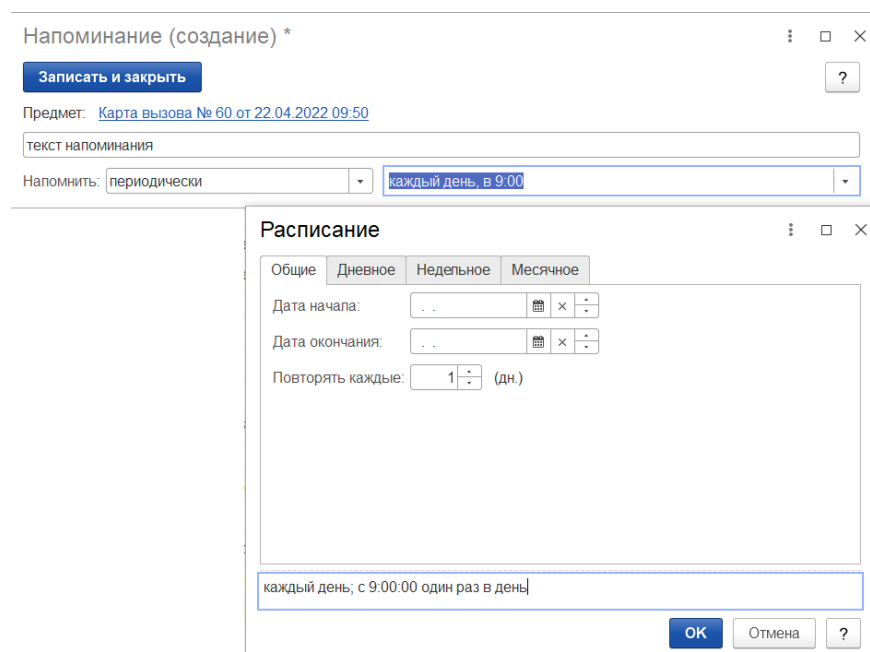 Напоминание (создание) *
Записать и закрыть
?
Предмет: Карта вызова № 60 от 22.04.2022 09:50
текст напоминания
Напомнить: периодически каждый день, в 9:00
Расписание
Общие Дневное Недельное Месячное
Дата начала: . .
Дата окончания: . .
Повторять каждые: 1 (дн.)
каждый день; с 9:00:00 один раз в день
OK Отмена ?